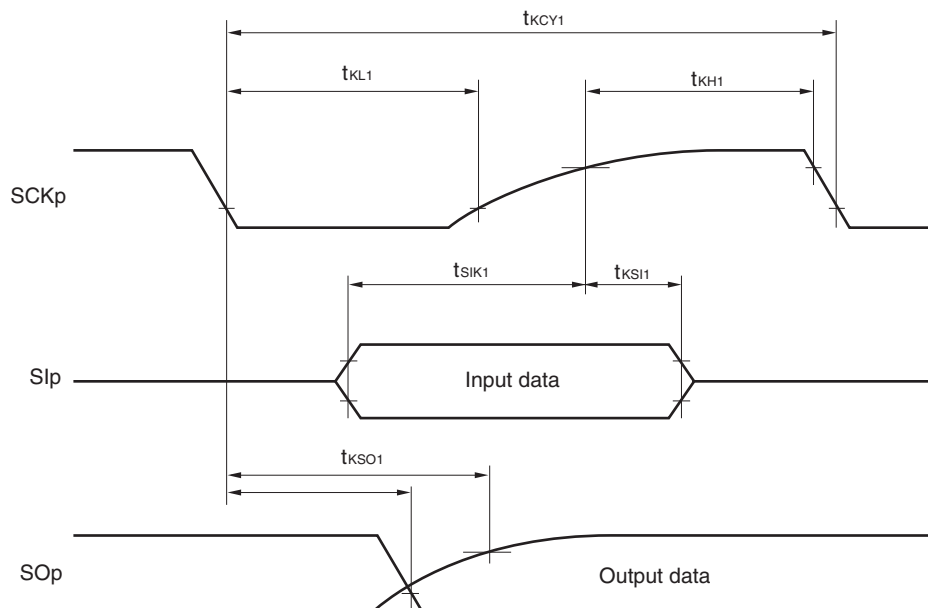 tKCY1
tKL1
tKH1
SCKp
tSIK1
tKSI1
SIp
Input data
tKSO1
SOp
Output data